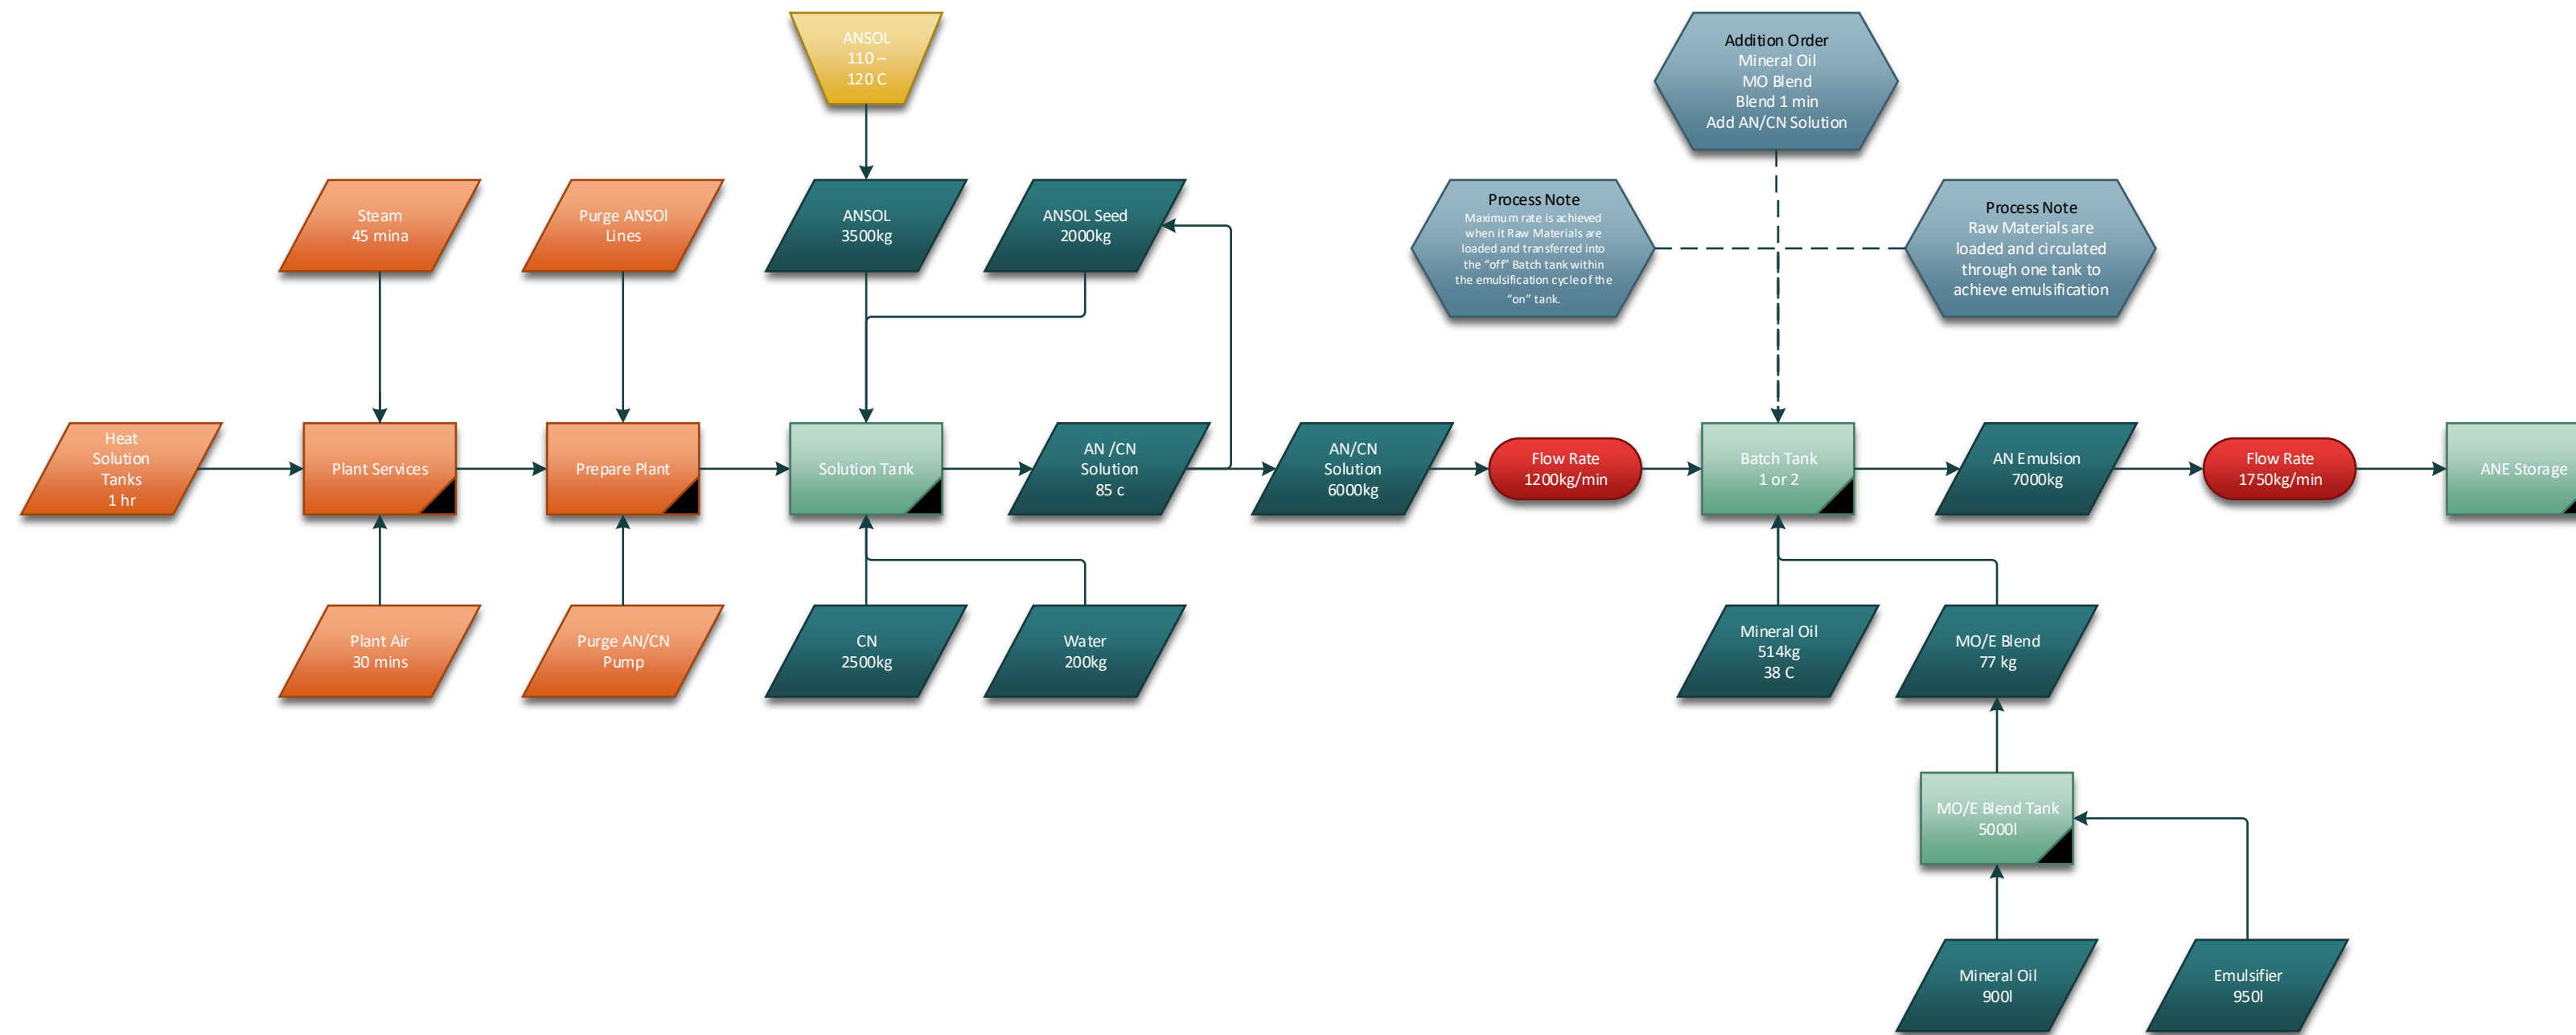 ANSOL
110 –
120 C
Addition Order
Mineral Oil
MO Blend
Blend 1 min
Add AN/CN Solution
Steam
45 mina
Purge ANSOl
Lines
ANSOL
3500kg
ANSOL Seed
2000kg
Process Note
Maximum rate is achieved
when it Raw Materials are
loaded and transferred into
the “off” Batch tank within
the emulsification cycle of the
“on” tank.
Process Note
Raw Materials are
loaded and circulated
through one tank to
achieve emulsification
Heat
Solution
Tanks
1 hr
Plant Services
Prepare Plant
Solution Tank
AN /CN
Solution
85 c
AN/CN
Solution
6000kg
Flow Rate
1200kg/min
Batch Tank
1 or 2
AN Emulsion
7000kg
Flow Rate
1750kg/min
ANE Storage
Plant Air
30 mins
Purge AN/CN
Pump
CN
2500kg
Water
200kg
Mineral Oil
514kg
38 C
MO/E Blend
77 kg
MO/E Blend Tank
5000l
Mineral Oil
900l
Emulsifier
950l